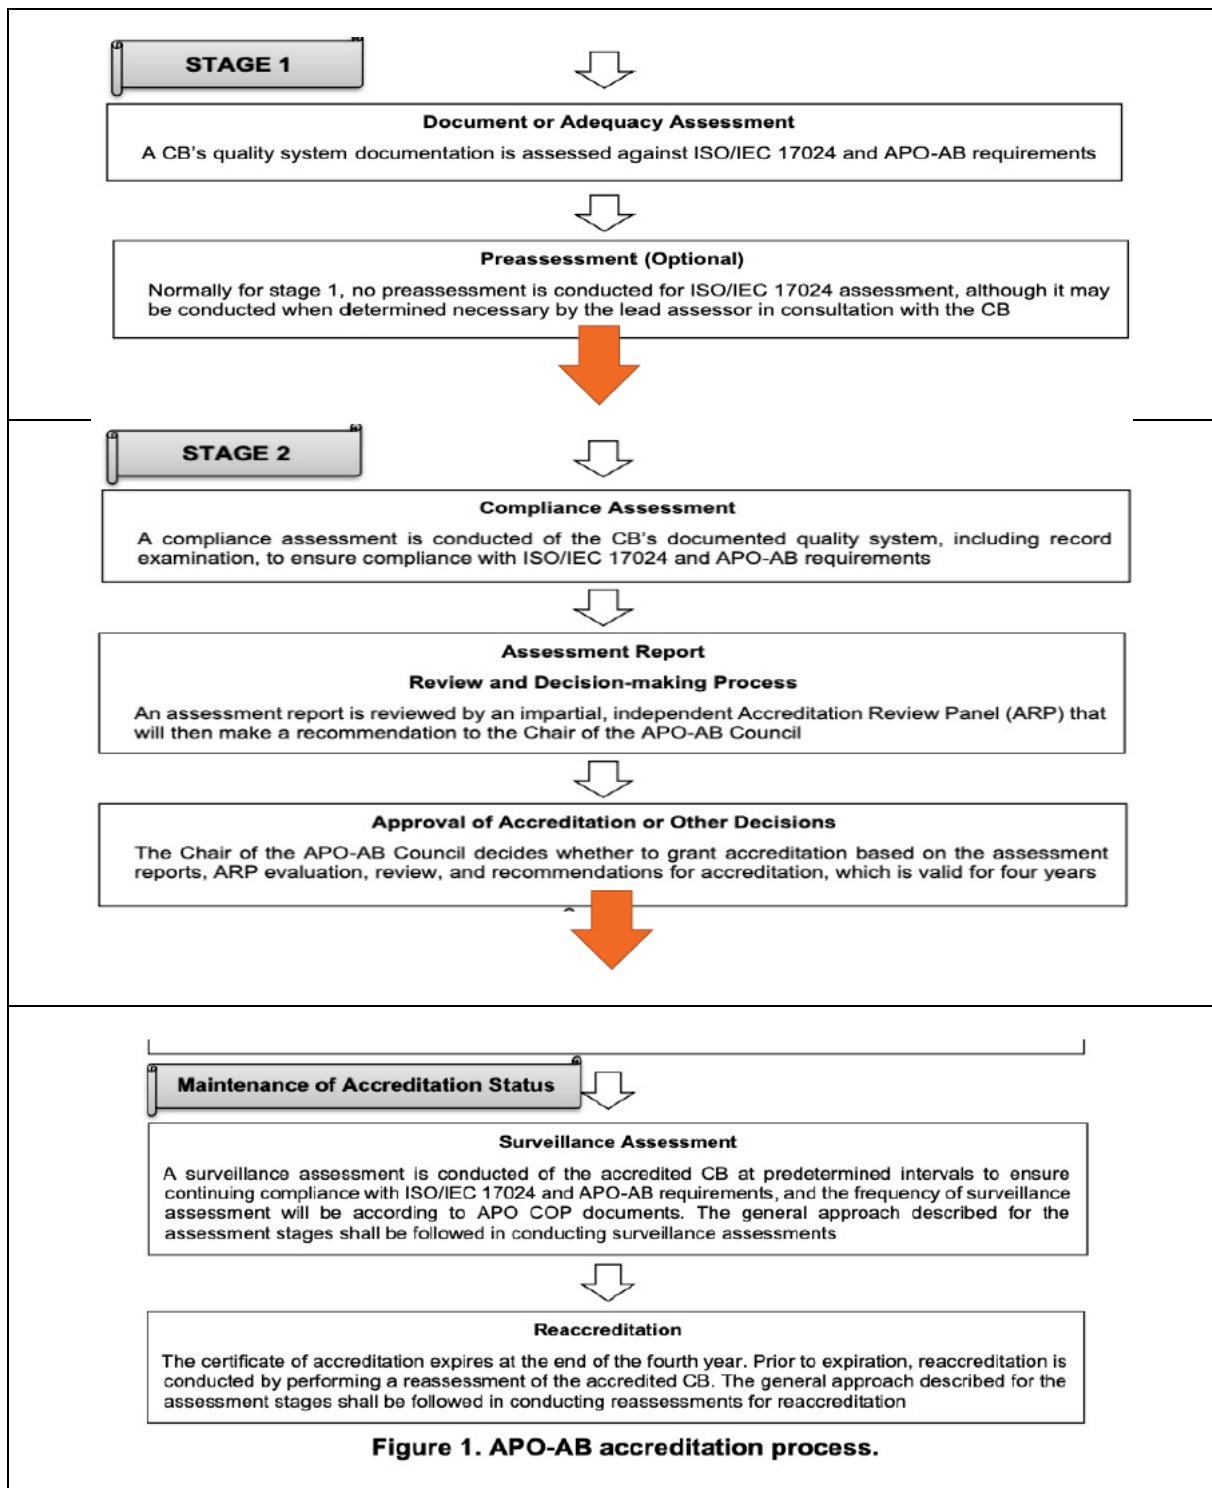 STAGE 1
Document or Adequacy Assessment
A CB's quality system documentation is assessed against ISO/IEC 17024 and APO-AB requirements
Preassessment (Optional)
Normally for stage 1, no preassessment is conducted for ISO/IEC 17024 assessment, although it may
be conducted when determined necessary by the lead assessor in consultation with the CB
STAGE 2
Compliance Assessment
A compliance assessment is conducted of the CB's documented quality system, including record
examination, to ensure compliance with ISO/IEC 17024 and APO-AB requirements
Assessment Report
Review and Decision-making Process
An assessment report is reviewed by an impartial, independent Accreditation Review Panel (ARP) that
will then make a recommendation to the Chair of the APO-AB Council
Approval of Accreditation or Other Decisions
The Chair of the APO-AB Council decides whether to grant accreditation based on the assessment
reports, ARP evaluation, review, and recommendations for accreditation, which is valid for four years
Maintenance of Accreditation Status
Surveillance Assessment
A surveillance assessment is conducted of the accredited CB at predetermined intervals to ensure
continuing compliance with ISO/IEC 17024 and APO-AB requirements, and the frequency of surveillance
assessment will be according to APO COP documents. The general approach described for the
assessment stages shall be followed in conducting surveillance assessments
Reaccreditation
The certificate of accreditation expires at the end of the fourth year. Prior to expiration, reaccreditation is
conducted by performing a reassessment of the accredited CB. The general approach described for the
assessment stages shall be followed in conducting reassessments for reaccreditation
Figure 1. APO-AB accreditation process.